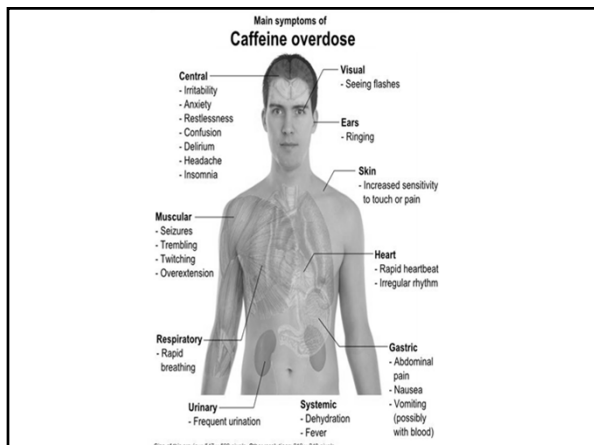 Main symptoms of
Caffeine overdose
Central
- Irritability
- Anxiety
- Restlessness
- Confusion
- Delirium
- Headache
- Insomnia
Visual
- Seeing flashes
Ears
- Ringing
Skin
- Increased sensitivity
to touch or pain
Muscular
- Seizures
- Trembling
- Twitching
- Overextension
Heart
- Rapid heartbeat
- Irregular rhythm
Respiratory
- Rapid
breathing
Gastric
- Abdominal
pain
- Nausea
- Vomiting
(possibly
with blood)
Urinary
- Frequent urination
Systemic
- Dehydration
- Fever